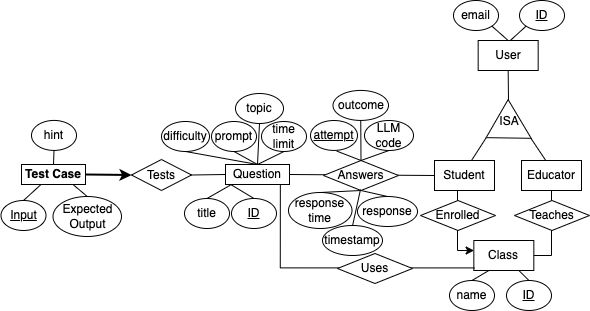 email
ID
User
ISA
topic
outcome
difficulty
prompt
time
limit
attempt
LLM
code
hint
Test Case
Tests
Question
Answers
Student
Educator
Input
Expected
Output
title
ID
response
time
response
timestamp
Enrolled
Teaches
Class
Uses
name
ID